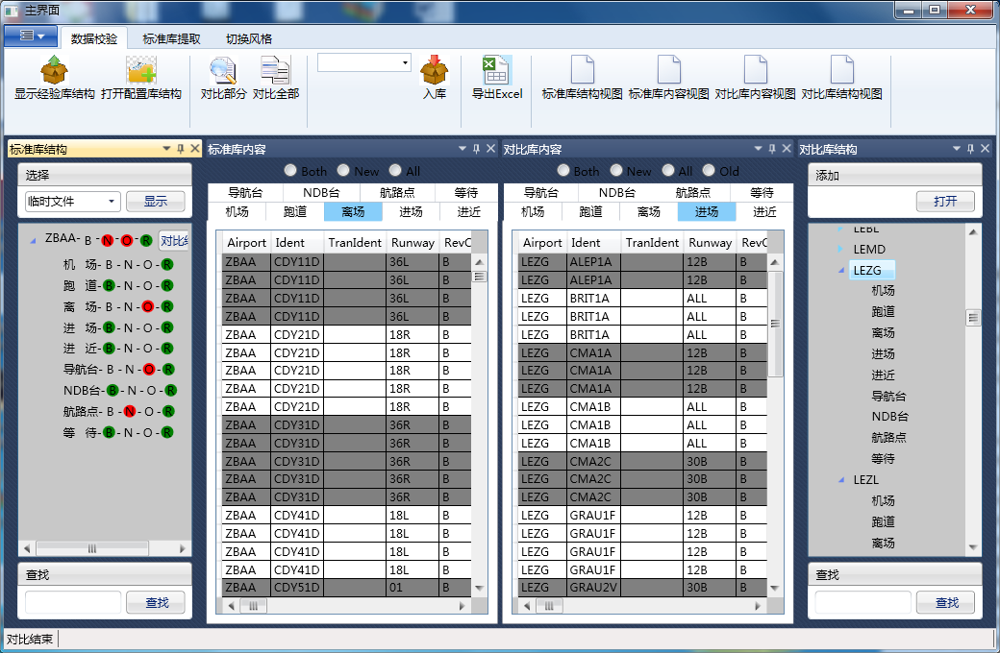 主界面
数据校验 标准库提取 切换风格
显示经验库结构 打开配置库结构 对比部分 对比全部 入库 导出Excel 标准库结构视图 标准库内容视图 对比库内容视图 对比库结构视图
标准库结构
选择
临时文件 显示
ZBAA- B - N - O - R 对比结
机 场- B - N - O - R
跑 道- B - N - O - R
离 场- B - N - O - R
进 场- B - N - O - R
进 近- B - N - O - R
导航台- B - N - O - R
NDB台- B - N - O - R
航路点- B - N - O - R
等 待- B - N - O - R
查找
查找
标准库内容
Both New All
导航台 NDB台 航路点 等待
机场 跑道 离场 进场 进近
Airport Ident TranIdent Runway RevC
ZBAA CDY11D 36L B
ZBAA CDY11D 36L B
ZBAA CDY11D 36L B
ZBAA CDY11D 36L B
ZBAA CDY21D 18R B
ZBAA CDY21D 18R B
ZBAA CDY21D 18R B
ZBAA CDY21D 18R B
ZBAA CDY21D 18R B
ZBAA CDY31D 36R B
ZBAA CDY31D 36R B
ZBAA CDY31D 36R B
ZBAA CDY31D 36R B
ZBAA CDY31D 36R B
ZBAA CDY41D 18L B
ZBAA CDY41D 18L B
ZBAA CDY41D 18L B
ZBAA CDY41D 18L B
ZBAA CDY51D 01 B
对比库内容
Both New All Old
导航台 NDB台 航路点 等待
机场 跑道 离场 进场 进近
Airport Ident TranIdent Runway RevC
LEZG ALEP1A 12B B
LEZG ALEP1A 12B B
LEZG BRIT1A ALL B
LEZG BRIT1A ALL B
LEZG BRIT1A ALL B
LEZG CMA1A 12B B
LEZG CMA1A 12B B
LEZG CMA1A 12B B
LEZG CMA1B ALL B
LEZG CMA1B ALL B
LEZG CMA1B ALL B
LEZG CMA2C 30B B
LEZG CMA2C 30B B
LEZG CMA2C 30B B
LEZG GRAU1F 12B B
LEZG GRAU1F 12B B
LEZG GRAU1F 12B B
LEZG GRAU1F 12B B
LEZG GRAU2V 30B B
对比库结构
添加
打开
LEBL
LEMD
LEZG
机场
跑道
离场
进场
进近
导航台
NDB台
航路点
等待
LEZL
机场
跑道
离场
查找
查找
对比结束